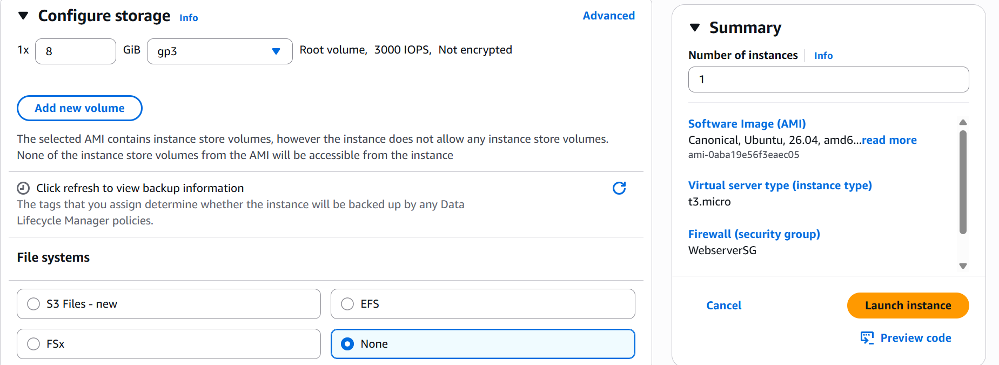 Configure storage Info
Advanced
1x 8 GiB gp3 Root volume, 3000 IOPS, Not encrypted
Add new volume
The selected AMI contains instance store volumes, however the instance does not allow any instance store volumes.
None of the instance store volumes from the AMI will be accessible from the instance
Click refresh to view backup information
The tags that you assign determine whether the instance will be backed up by any Data
Lifecycle Manager policies.
File systems
S3 Files - new
EFS
FSx
None
Summary
Number of instances Info
1
Software Image (AMI)
Canonical, Ubuntu, 26.04, amd6...read more
ami-0aba19e56f3eaec05
Virtual server type (instance type)
t3.micro
Firewall (security group)
WebserverSG
Cancel
Launch instance
Preview code